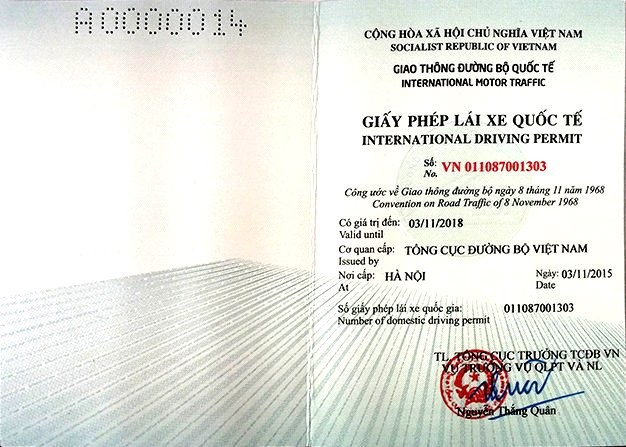 A0000014
CỘNG HÒA XÃ HỘI CHỦ NGHĨA VIỆT NAM
SOCIALIST REPUBLIC OF VIETNAM
GIAO THÔNG ĐƯỜNG BỘ QUỐC TẾ
INTERNATIONAL MOTOR TRAFFIC
GIẤY PHÉP LÁI XE QUỐC TẾ
INTERNATIONAL DRIVING PERMIT
Số: VN 011087001303
No.
Công ước về Giao thông đường bộ ngày 8 tháng 11 năm 1968
Convention on Road Traffic of 8 November 1968
Có giá trị đến: 03/11/2018
Valid until
Cơ quan cấp: TỔNG CỤC ĐƯỜNG BỘ VIỆT NAM
Issued by
Nơi cấp: HÀ NỘI Ngày: 03/11/2015
At Date
Số giấy phép lái xe quốc gia: 011087001303
Number of domestic driving permit
TL. TỔNG CỤC TRƯỞNG TCĐB VN
VỤ TRƯỞNG VỤ QLPT VÀ NL
Nguyễn Thắng Quân